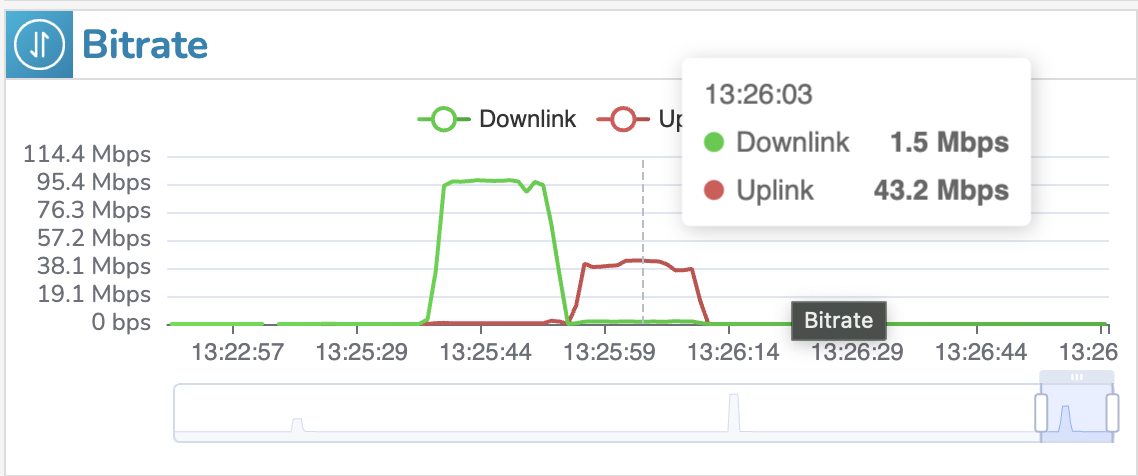 Bitrate
13:26:03
Downlink Up
Downlink 1.5 Mbps
Uplink 43.2 Mbps
114.4 Mbps
95.4 Mbps
76.3 Mbps
57.2 Mbps
38.1 Mbps
19.1 Mbps
0 bps
Bitrate
13:22:57 13:25:29 13:25:44 13:25:59 13:26:14 13:26:29 13:26:44 13:26